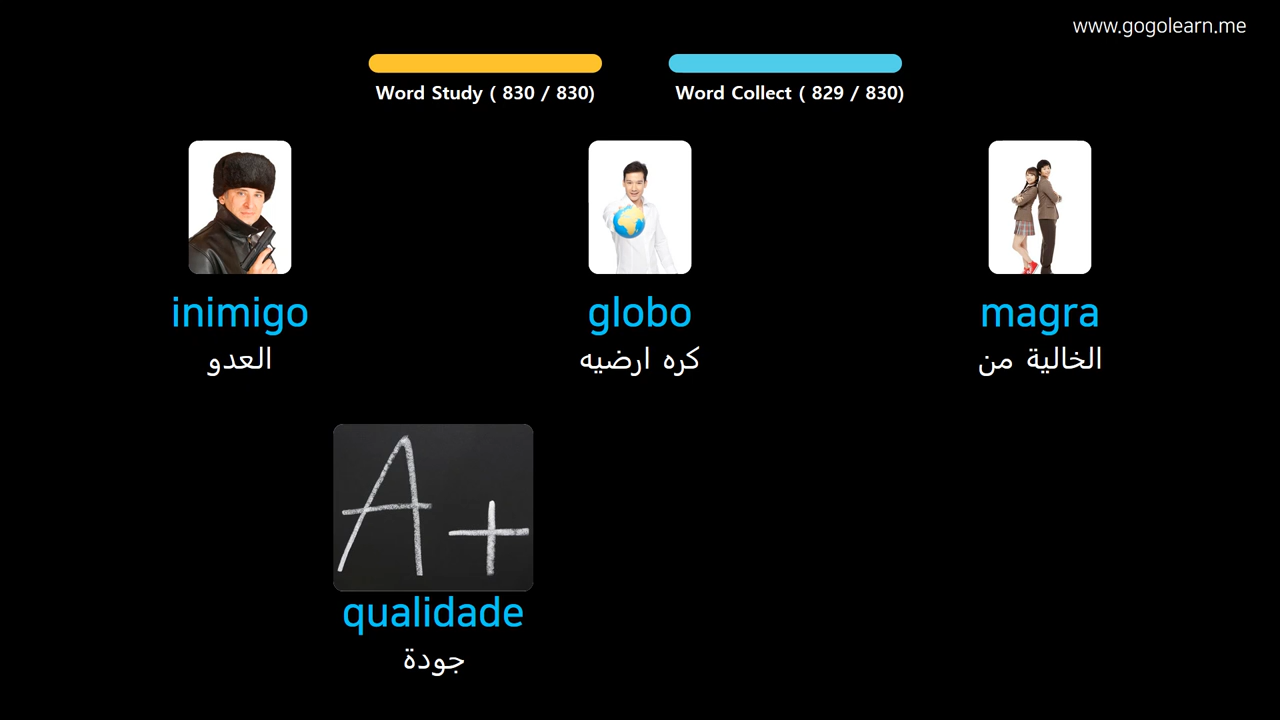 www.gogolearn.me
Word Study ( 830 / 830)
Word Collect ( 829 / 830)
inimigo
العدو
globo
كره ارضيه
magra
الخالية من
A+
qualidade
جودة